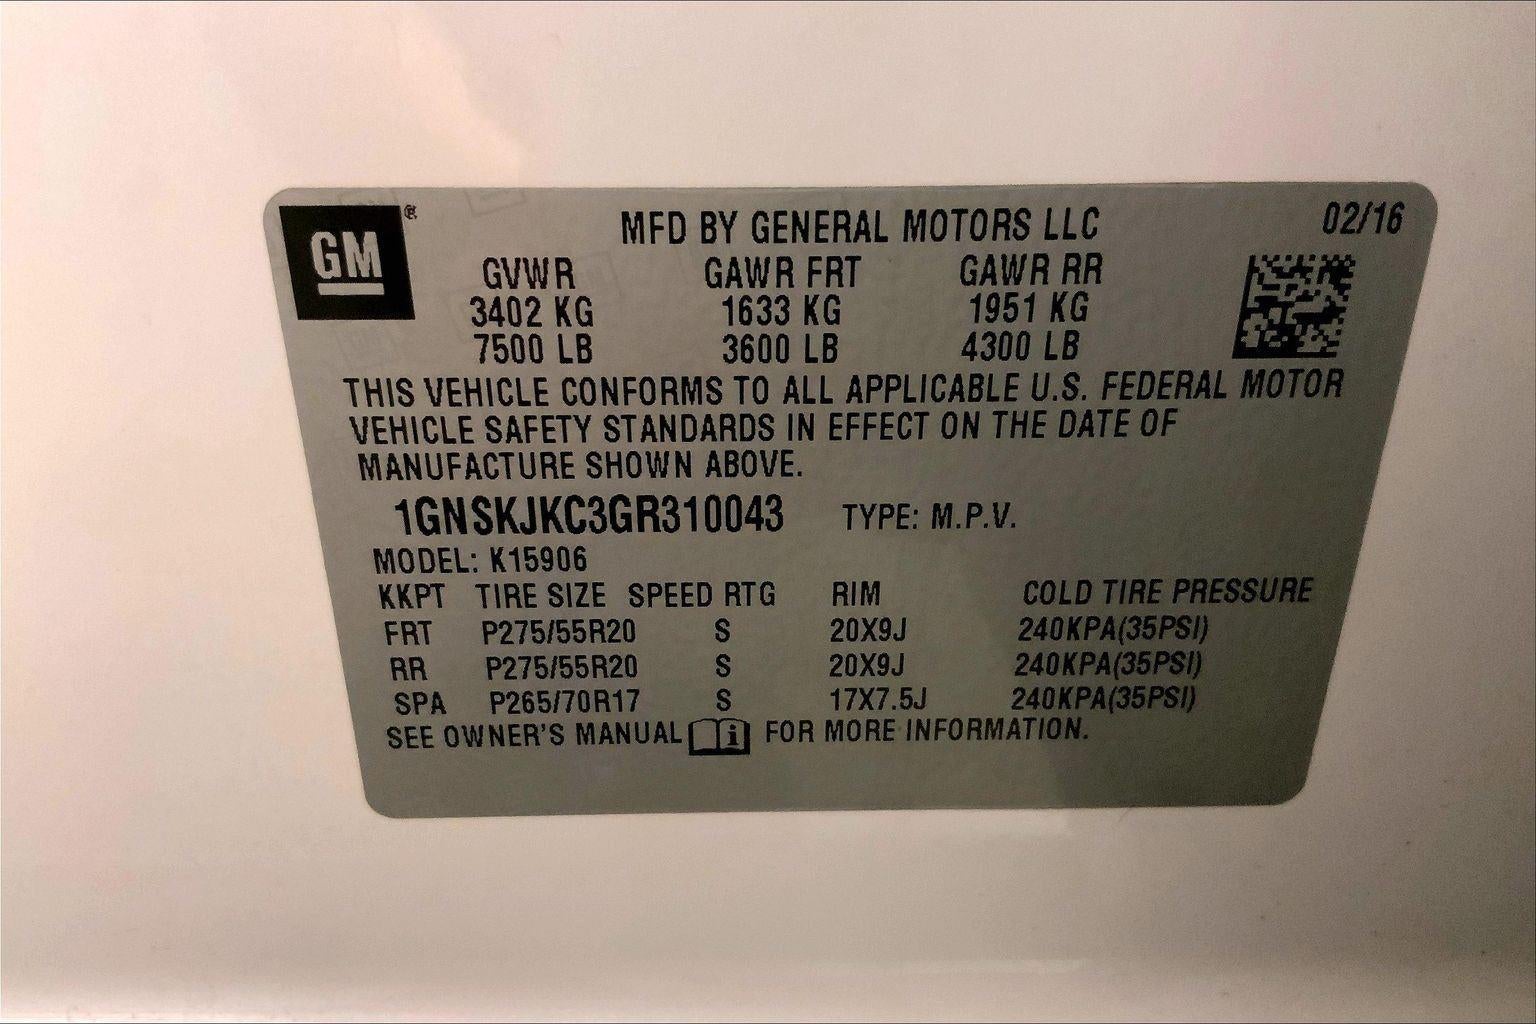 GM ®
MFD BY GENERAL MOTORS LLC 02/16
GVWR GAWR FRT GAWR RR
3402 KG 1633 KG 1951 KG
7500 LB 3600 LB 4300 LB
THIS VEHICLE CONFORMS TO ALL APPLICABLE U.S. FEDERAL MOTOR
VEHICLE SAFETY STANDARDS IN EFFECT ON THE DATE OF
MANUFACTURE SHOWN ABOVE.
1GNSKJKC3GR310043 TYPE: M.P.V.
MODEL: K15906
KKPT TIRE SIZE SPEED RTG RIM COLD TIRE PRESSURE
FRT P275/55R20 S 20X9J 240KPA(35PSI)
RR P275/55R20 S 20X9J 240KPA(35PSI)
SPA P265/70R17 S 17X7.5J 240KPA(35PSI)
SEE OWNER'S MANUAL i FOR MORE INFORMATION.